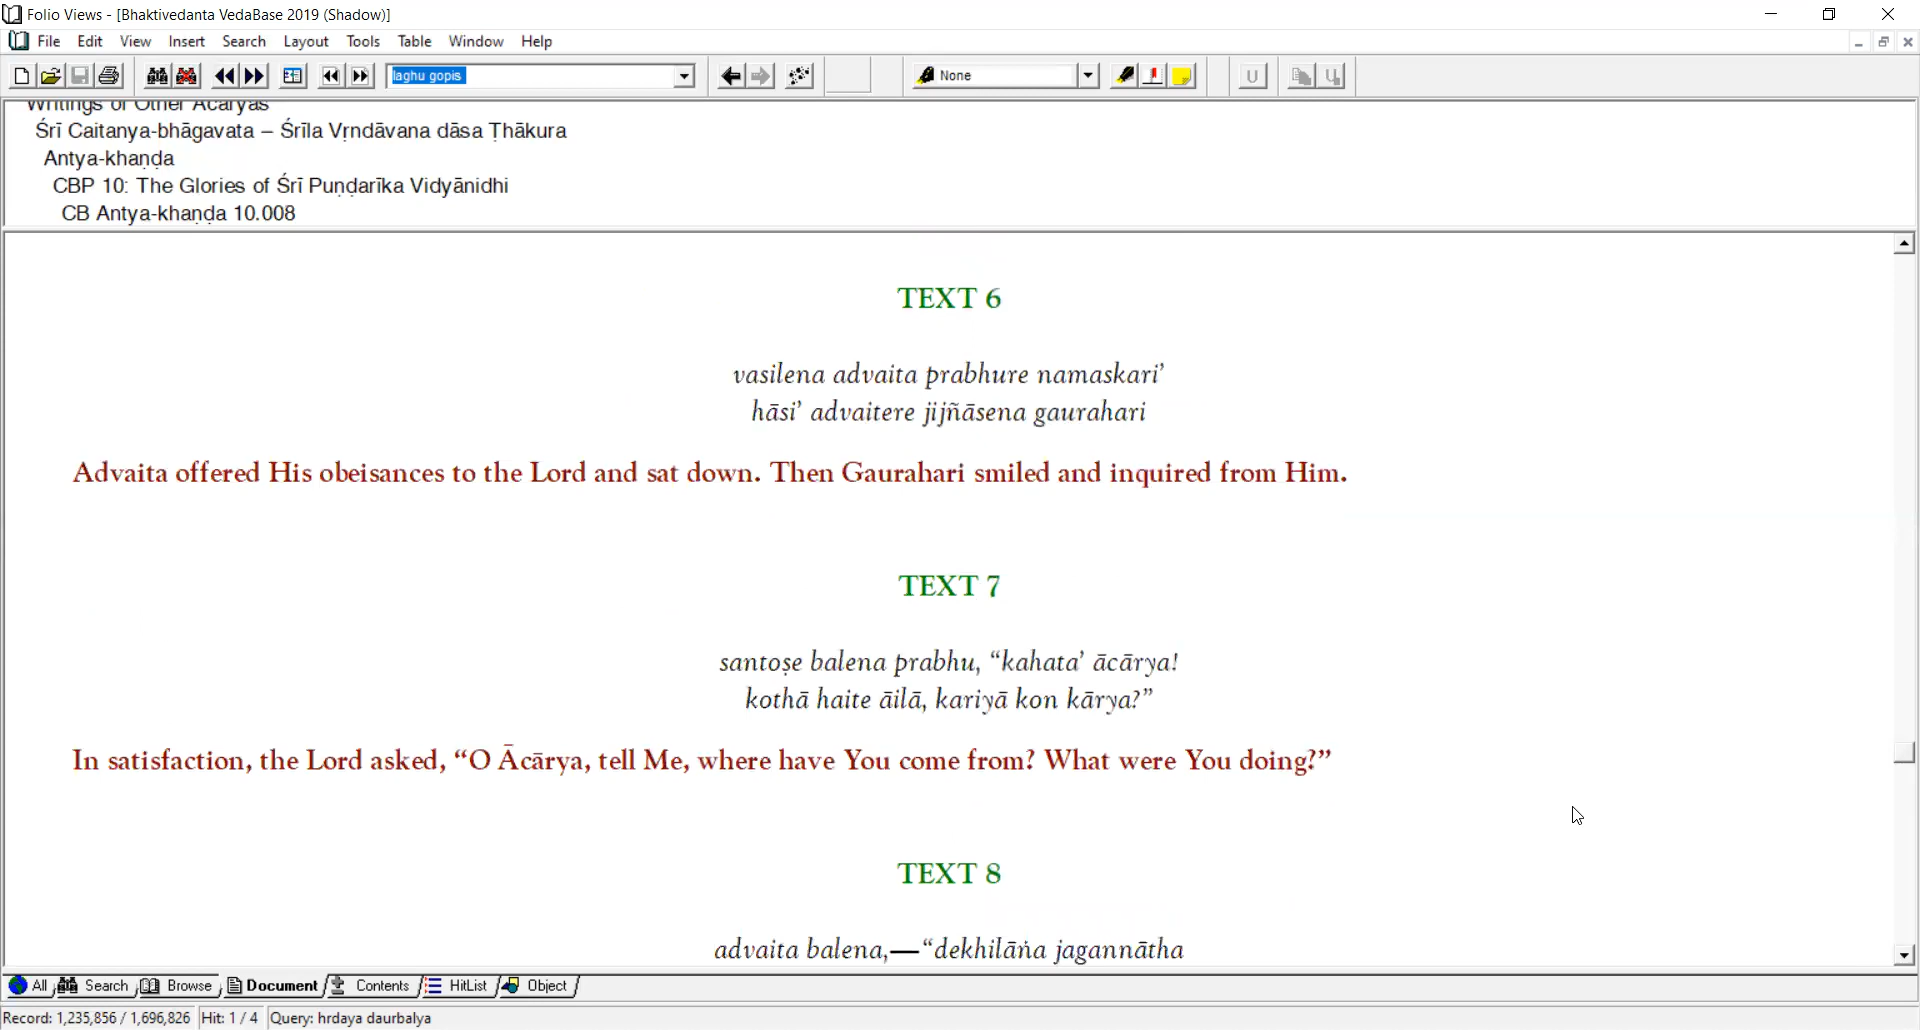 Folio Views - [Bhaktivedanta VedaBase 2019 (Shadow)]
File Edit View Insert Search Layout Tools Table Window Help
laghu gopis
None
U
Writings of Other Ācāryas
Śrī Caitanya-bhāgavata – Śrīla Vṛndāvana dāsa Ṭhākura
Antya-khaṇḍa
CBP 10: The Glories of Śrī Puṇḍarīka Vidyānidhi
CB Antya-khaṇḍa 10.008
TEXT 6
vasilena advaita prabhure namaskari’
hāsi’ advaitere jijñāsena gaurahari
Advaita offered His obeisances to the Lord and sat down. Then Gaurahari smiled and inquired from Him.
TEXT 7
santoṣe balena prabhu, “kahata’ ācārya!
kothā haite āilā, kariyā kon kārya?”
In satisfaction, the Lord asked, “O Ācārya, tell Me, where have You come from? What were You doing?”
TEXT 8
advaita balena,—“dekhilāṅa jagannātha
All Search Browse Document Contents HitList Object
Record: 1,235,856 / 1,696,826 Hit: 1 / 4 Query: hrdaya daurbalya